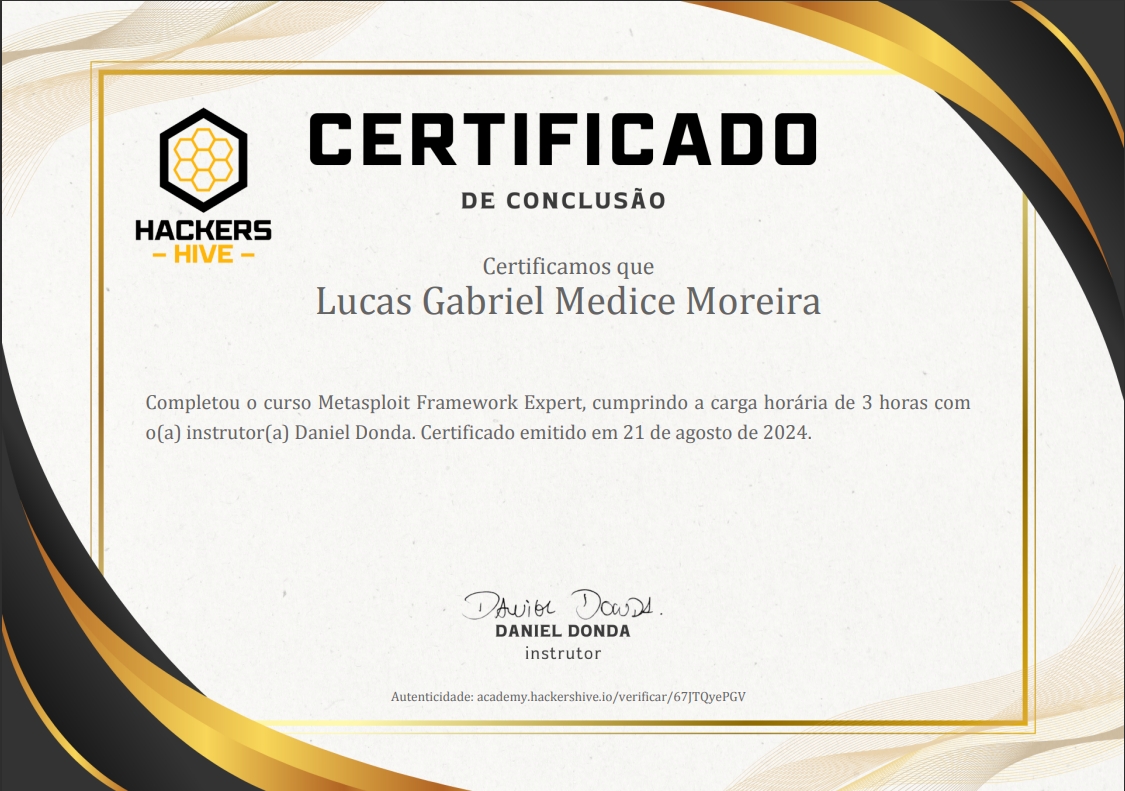 CERTIFICADO
DE CONCLUSÃO
HACKERS
– HIVE –
Certificamos que
Lucas Gabriel Medice Moreira
Completou o curso Metasploit Framework Expert, cumprindo a carga horária de 3 horas com
o(a) instrutor(a) Daniel Donda. Certificado emitido em 21 de agosto de 2024.
Daniel Donda.
DANIEL DONDA
instrutor
Autenticidade: academy.hackershive.io/verificar/67JTQyePGV